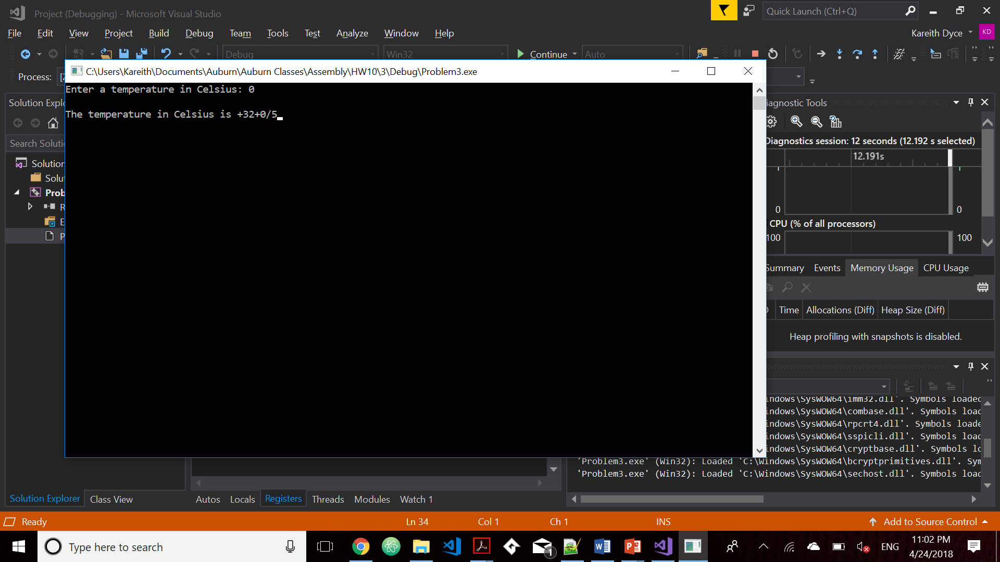 Project (Debugging) - Microsoft Visual Studio
Quick Launch (Ctrl+Q)
File Edit View Project Build Debug Team Tools Test Analyze Window Help
Kareith Dyce KD
Debug Win32 Continue Auto
Process:
C:\Users\Kareith\Documents\Auburn\Auburn Classes\Assembly\HW10\3\Debug\Problem3.exe
Enter a temperature in Celsius: 0
The temperature in Celsius is +32+0/5
Solution Explo
Search Soluti
Solution
Solut
Prob
R
E
P
iagnostic Tools
Diagnostics session: 12 seconds (12.192 s selected)
12.191s
0 0
CPU (% of all processors)
100 100
Summary Events Memory Usage CPU Usage
Time Allocations (Diff) Heap Size (Diff)
Heap profiling with snapshots is disabled.
indows\SysWOW64\imm32.dll'. Symbols loaded
indows\SysWOW64\combase.dll'. Symbols load
indows\SysWOW64\rpcrt4.dll'. Symbols loade
indows\SysWOW64\sspicli.dll'. Symbols load
indows\SysWOW64\cryptbase.dll'. Symbols lo
'Problem3.exe' (Win32): Loaded 'C:\Windows\SysWOW64\bcryptprimitives.dll'. Sym
'Problem3.exe' (Win32): Loaded 'C:\Windows\SysWOW64\sechost.dll'. Symbols load
Solution Explorer Class View
Autos Locals Registers Threads Modules Watch 1
Ready Ln 34 Col 1 Ch 1 INS Add to Source Control
Type here to search
1
ENG
11:02 PM
4/24/2018